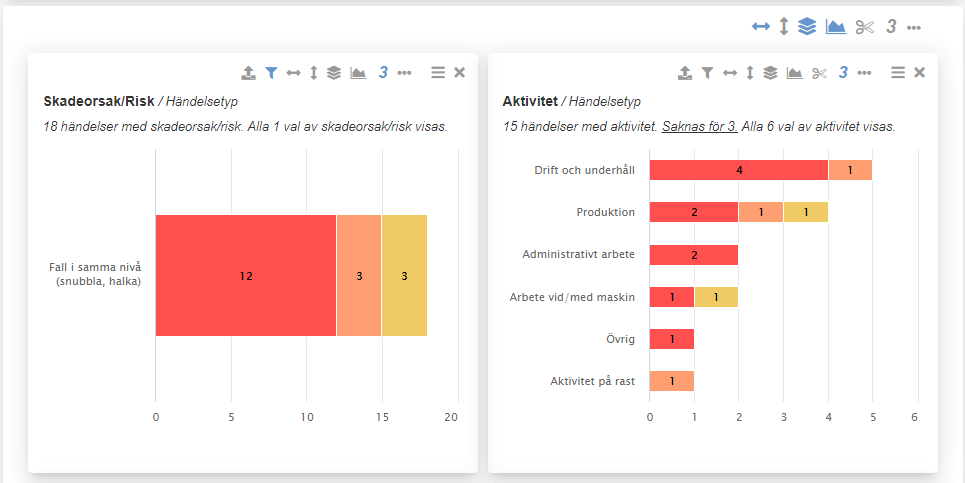 3
3
Skadeorsak/Risk / Händelsetyp
18 händelser med skadeorsak/risk. Alla 1 val av skadeorsak/risk visas.
Fall i samma nivå
(snubbla, halka)
12 3 3
0 5 10 15 20
3
Aktivitet / Händelsetyp
15 händelser med aktivitet. Saknas för 3. Alla 6 val av aktivitet visas.
Drift och underhåll 4 1
Produktion 2 1 1
Administrativt arbete 2
Arbete vid/med maskin 1 1
Övrig 1
Aktivitet på rast 1
0 1 2 3 4 5 6